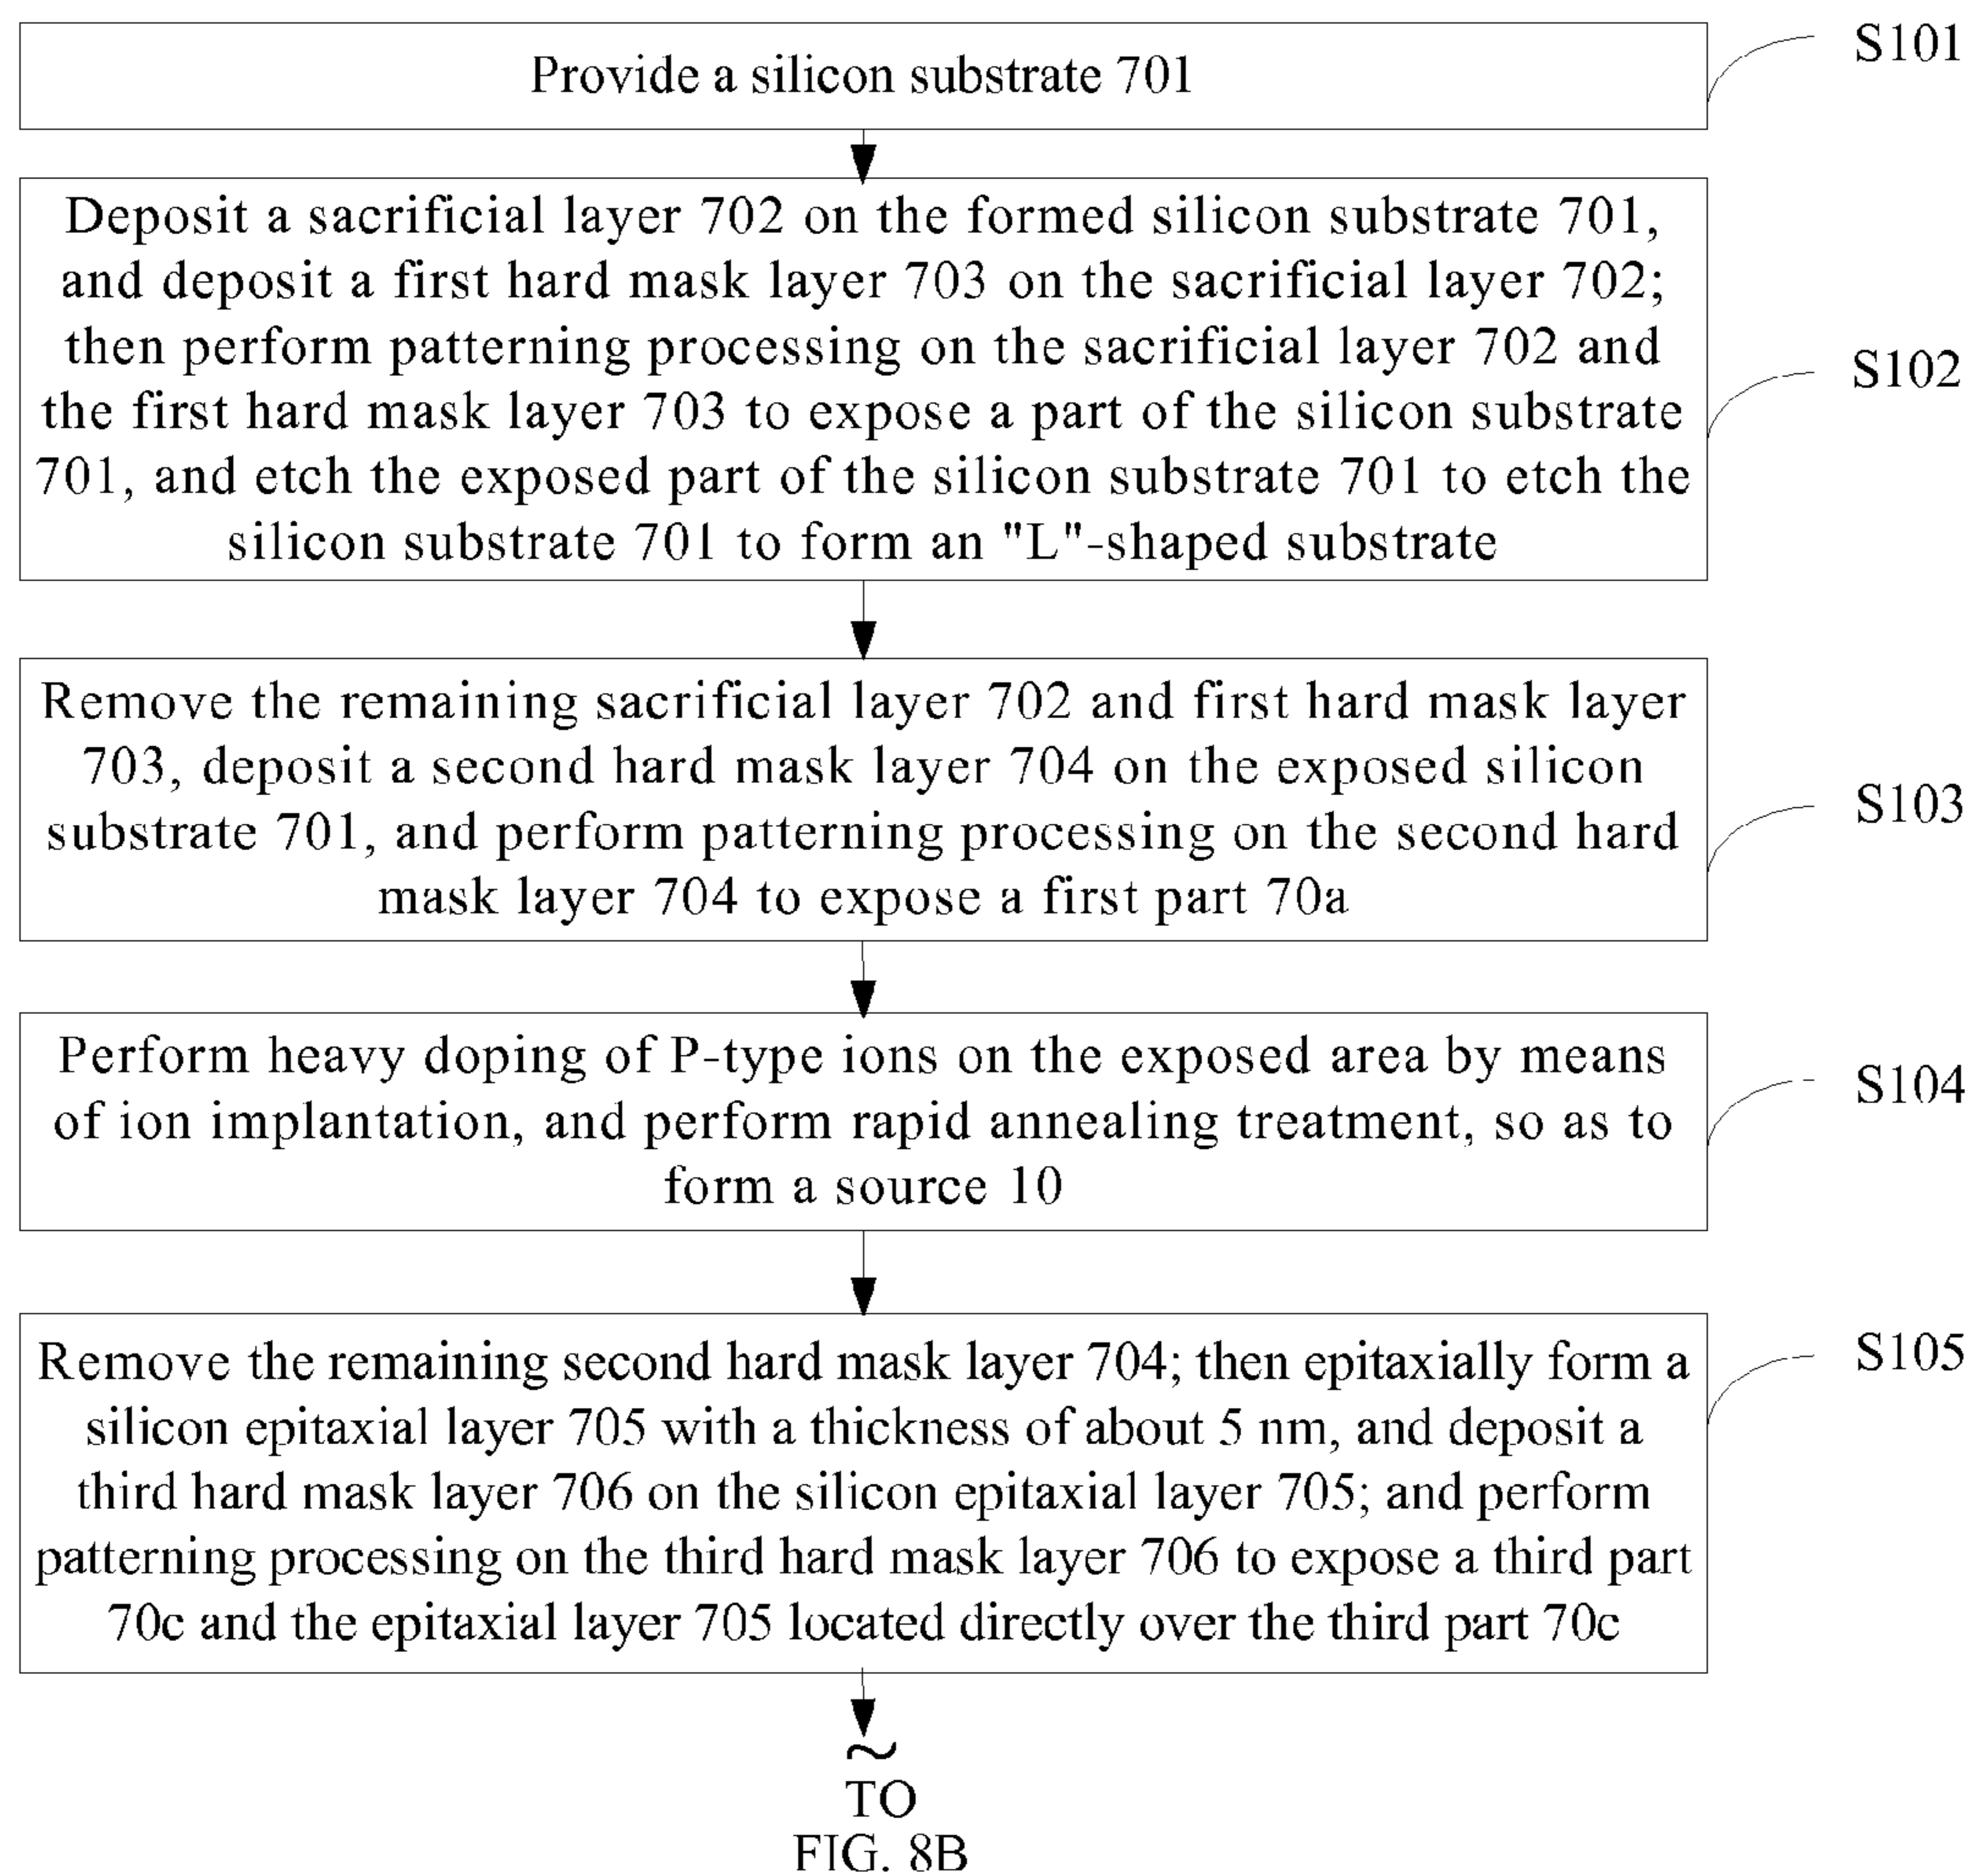 Provide a silicon substrate 701
S101
Deposit a sacrificial layer 702 on the formed silicon substrate 701,
and deposit a first hard mask layer 703 on the sacrificial layer 702;
then perform patterning processing on the sacrificial layer 702 and
the first hard mask layer 703 to expose a part of the silicon substrate
701, and etch the exposed part of the silicon substrate 701 to etch the
silicon substrate 701 to form an "L"-shaped substrate
S102
Remove the remaining sacrificial layer 702 and first hard mask layer
703, deposit a second hard mask layer 704 on the exposed silicon
substrate 701, and perform patterning processing on the second hard
mask layer 704 to expose a first part 70a
S103
Perform heavy doping of P-type ions on the exposed area by means
of ion implantation, and perform rapid annealing treatment, so as to
form a source 10
S104
Remove the remaining second hard mask layer 704; then epitaxially form a
silicon epitaxial layer 705 with a thickness of about 5 nm, and deposit a
third hard mask layer 706 on the silicon epitaxial layer 705; and perform
patterning processing on the third hard mask layer 706 to expose a third part
70c and the epitaxial layer 705 located directly over the third part 70c
S105
~
TO
FIG. 8B